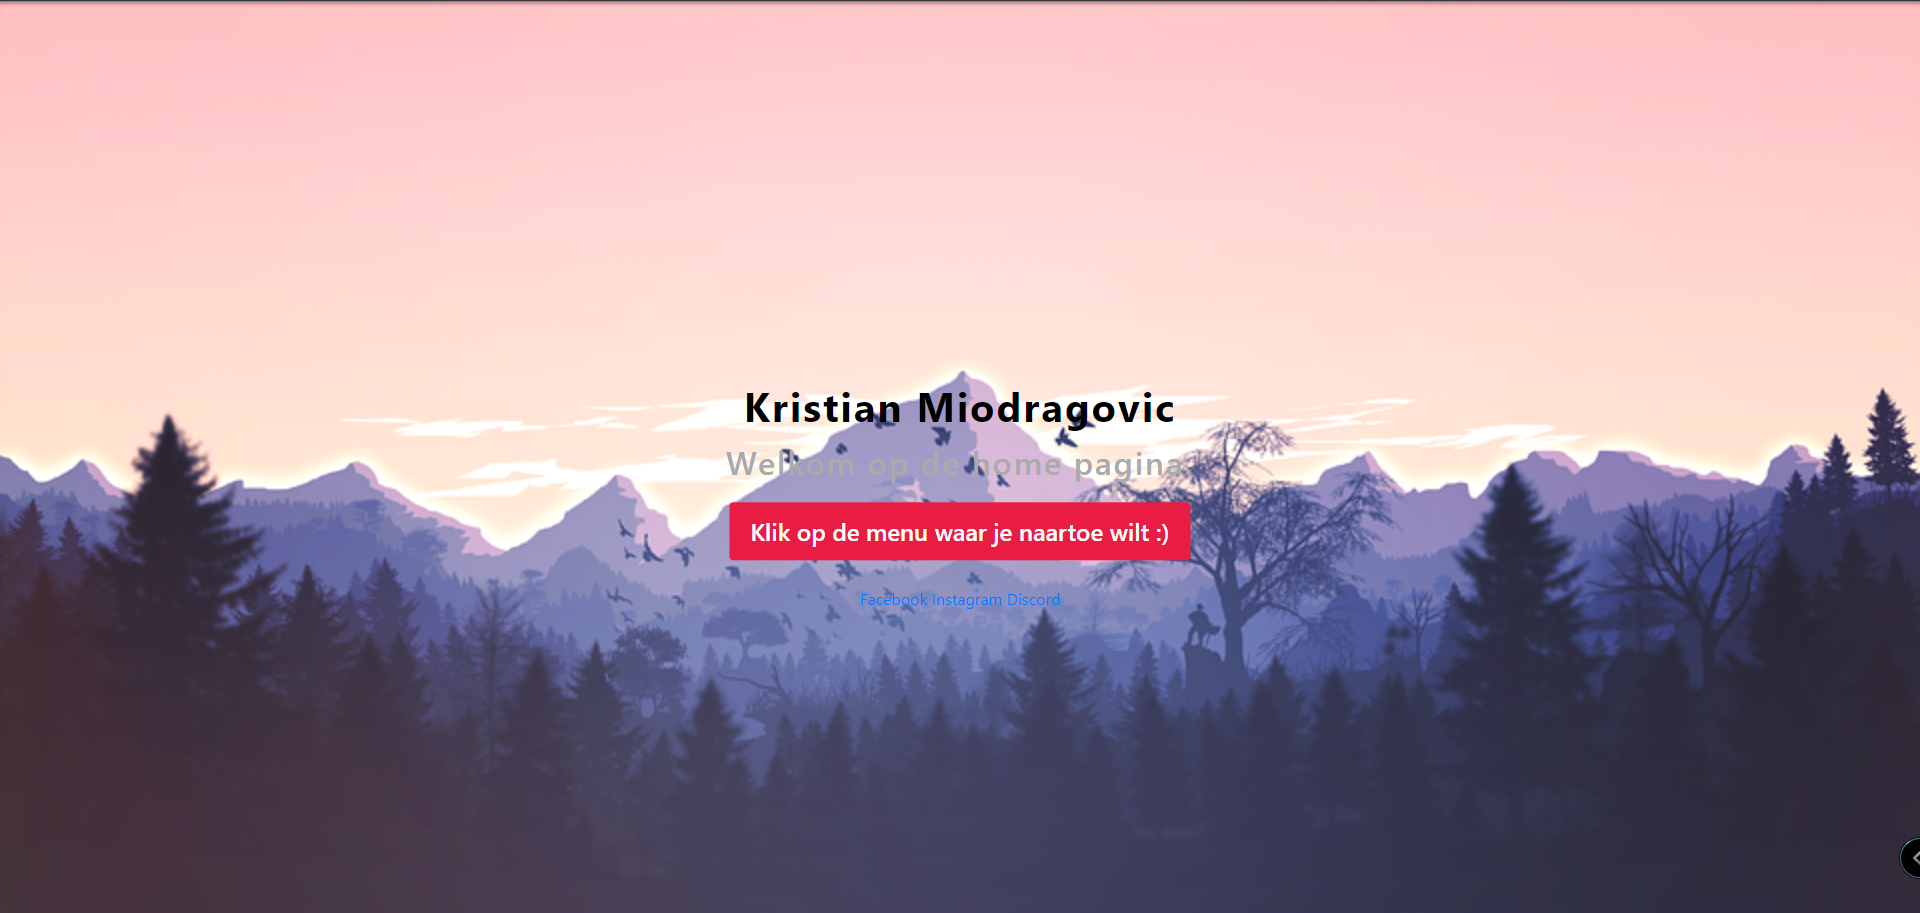 Kristian Miodragovic
Welkom op de home pagina
Klik op de menu waar je naartoe wilt :)
Facebook Instagram Discord